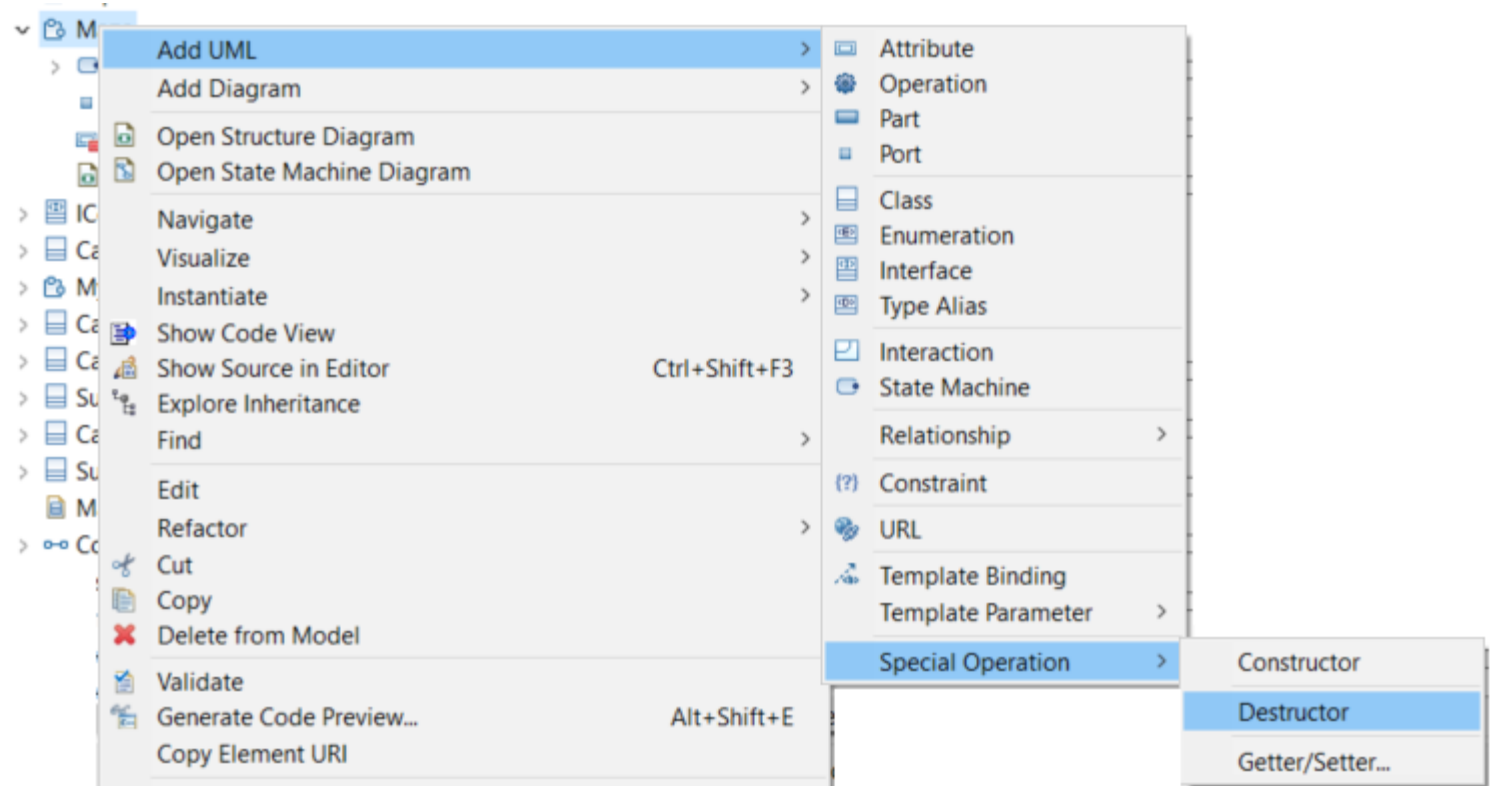 Add UML
Add Diagram
Open Structure Diagram
Open State Machine Diagram
Navigate
Visualize
Instantiate
Show Code View
Show Source in Editor Ctrl+Shift+F3
Explore Inheritance
Find
Edit
Refactor
Cut
Copy
Delete from Model
Validate
Generate Code Preview... Alt+Shift+E
Copy Element URI
Attribute
Operation
Part
Port
Class
Enumeration
Interface
Type Alias
Interaction
State Machine
Relationship
Constraint
URL
Template Binding
Template Parameter
Special Operation
Constructor
Destructor
Getter/Setter...